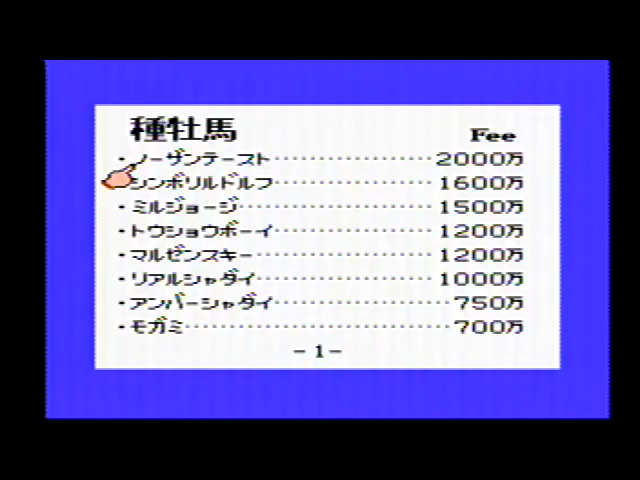 種牡馬 Fee
・ノーザンテースト‥‥‥‥‥‥‥‥2000万
シンボリルドルフ‥‥‥‥‥‥‥‥1600万
・ミルジョージ‥‥‥‥‥‥‥‥‥‥1500万
・トウショウボーイ‥‥‥‥‥‥‥‥1200万
・マルゼンスキー‥‥‥‥‥‥‥‥‥1200万
・リアルシャダイ‥‥‥‥‥‥‥‥‥1000万
・アンバーシャダイ‥‥‥‥‥‥‥‥750万
・モガミ‥‥‥‥‥‥‥‥‥‥‥‥‥700万
-1-